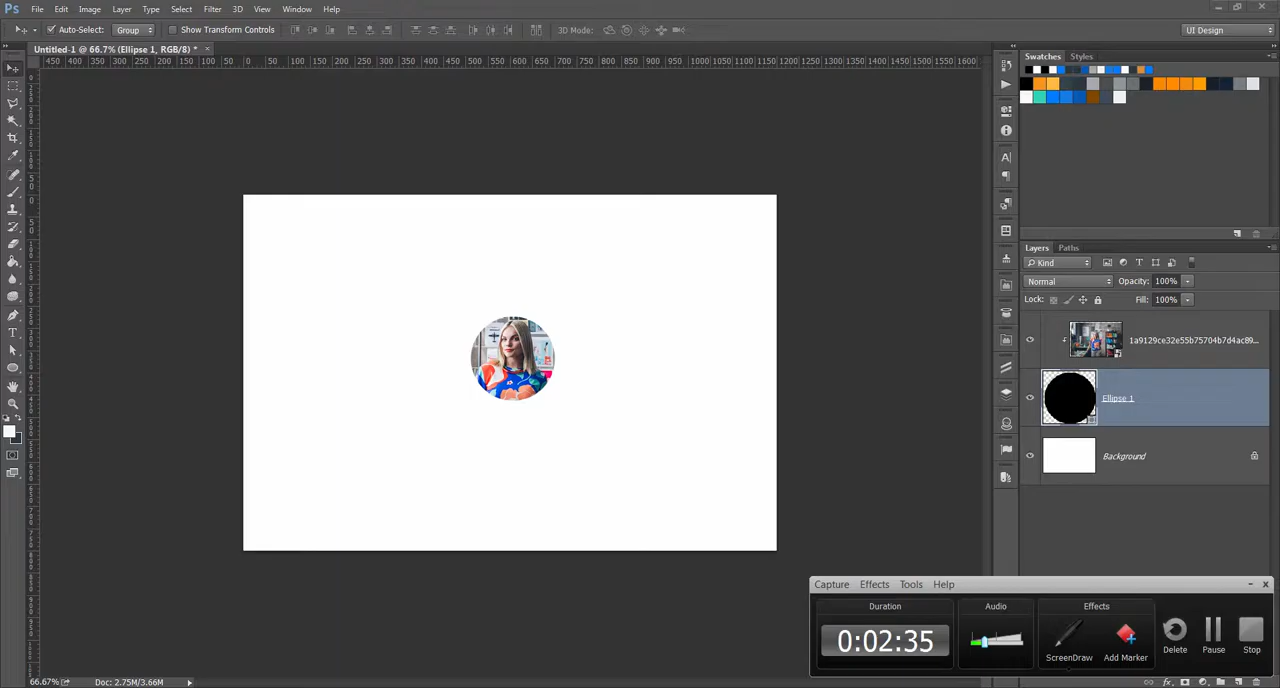 Ps File Edit Image Layer Type Select Filter 3D View Window Help
Auto-Select: Group Show Transform Controls 3D Mode: UI Design
Untitled-1 @ 66.7% (Ellipse 1, RGB/8) * ×
450 400 350 300 250 200 150 100 50 0 50 100 150 200 250 300 350 400 450 500 550 600 650 700 750 800 850 900 950 1000 1050 1100 1150 1200 1250 1300 1350 1400 1450 1500 1550 1600
Swatches Styles
Layers Paths
Kind
Normal Opacity: 100%
Lock: Fill: 100%
1a9129ce32e55b75704b7d4ac89...
Ellipse 1
Background
Capture Effects Tools Help
Duration Audio Effects
0:02:35
ScreenDraw Add Marker Delete Pause Stop
66.67% Doc: 2.75M/3.66M